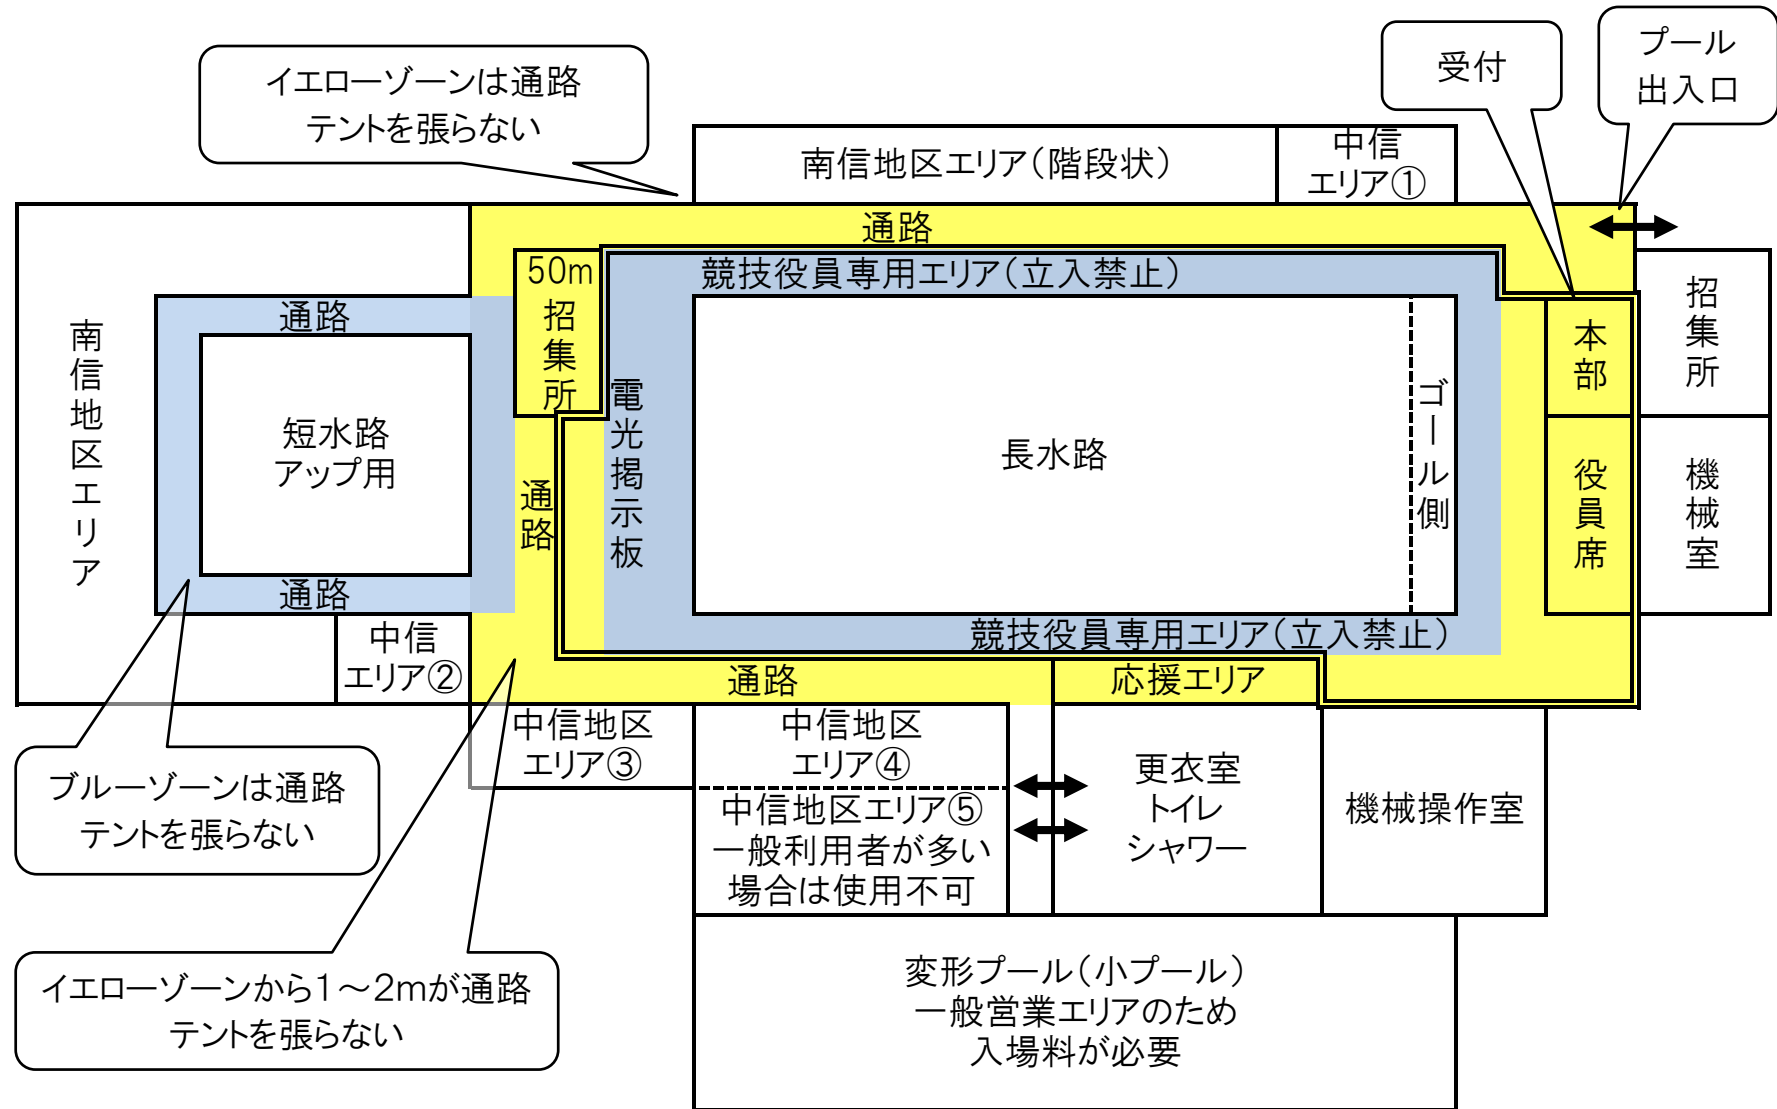 イエローゾーンは通路
テントを張らない
受付
プール
出入口
南信地区エリア(階段状)
中信
エリア①
通路
50m
招集所
競技役員専用エリア(立入禁止)
招集所
通路
南信地区エリア
短水路
アップ用
通路
通路
電光掲示板
長水路
ゴール側
本部
役員席
機械室
競技役員専用エリア(立入禁止)
中信
エリア②
通路
応援エリア
中信地区
エリア③
中信地区
エリア④
中信地区エリア⑤
一般利用者が多い
場合は使用不可
更衣室
トイレ
シャワー
機械操作室
ブルーゾーンは通路
テントを張らない
イエローゾーンから1～2mが通路
テントを張らない
変形プール(小プール)
一般営業エリアのため
入場料が必要